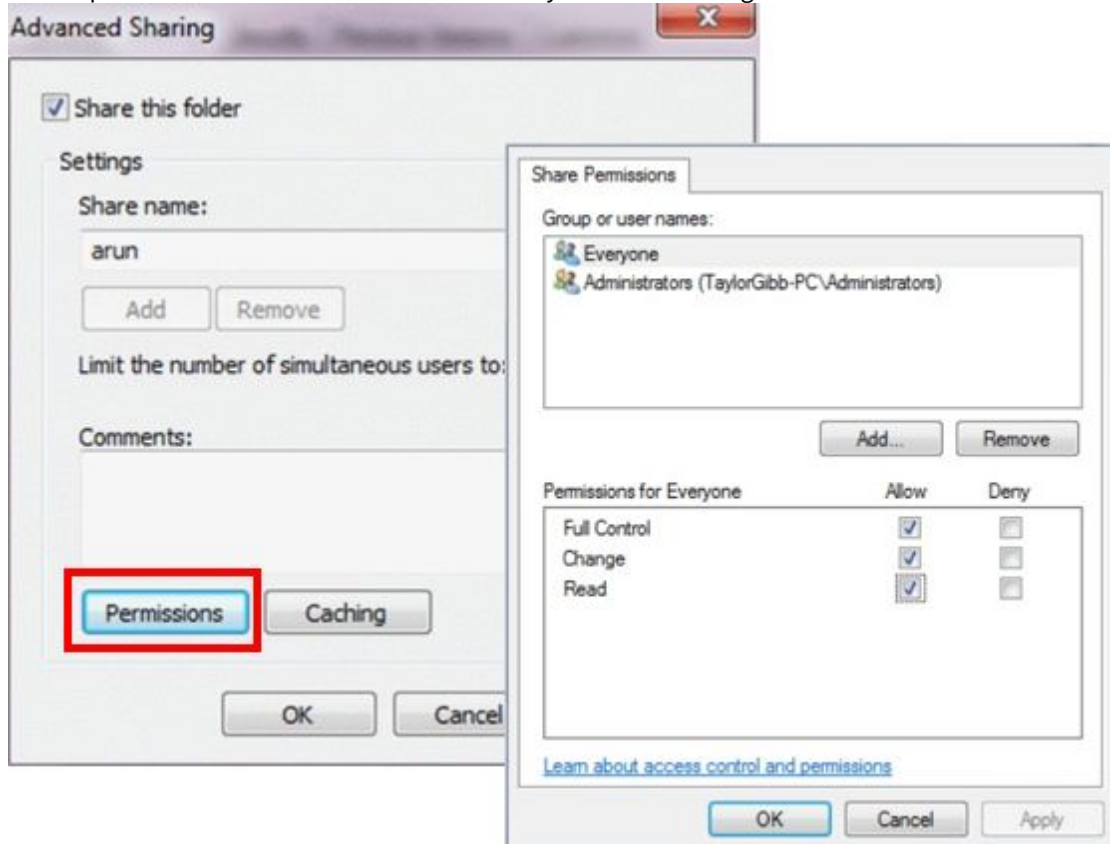 Advanced Sharing
Share this folder
Settings
Share name:
arun
Add Remove
Limit the number of simultaneous users to:
Comments:
Permissions Caching
OK Cancel
Share Permissions
Group or user names:
Everyone
Administrators (TaylorGibb-PC\Administrators)
Add... Remove
Permissions for Everyone Allow Deny
Full Control
Change
Read
Learn about access control and permissions
OK Cancel Apply